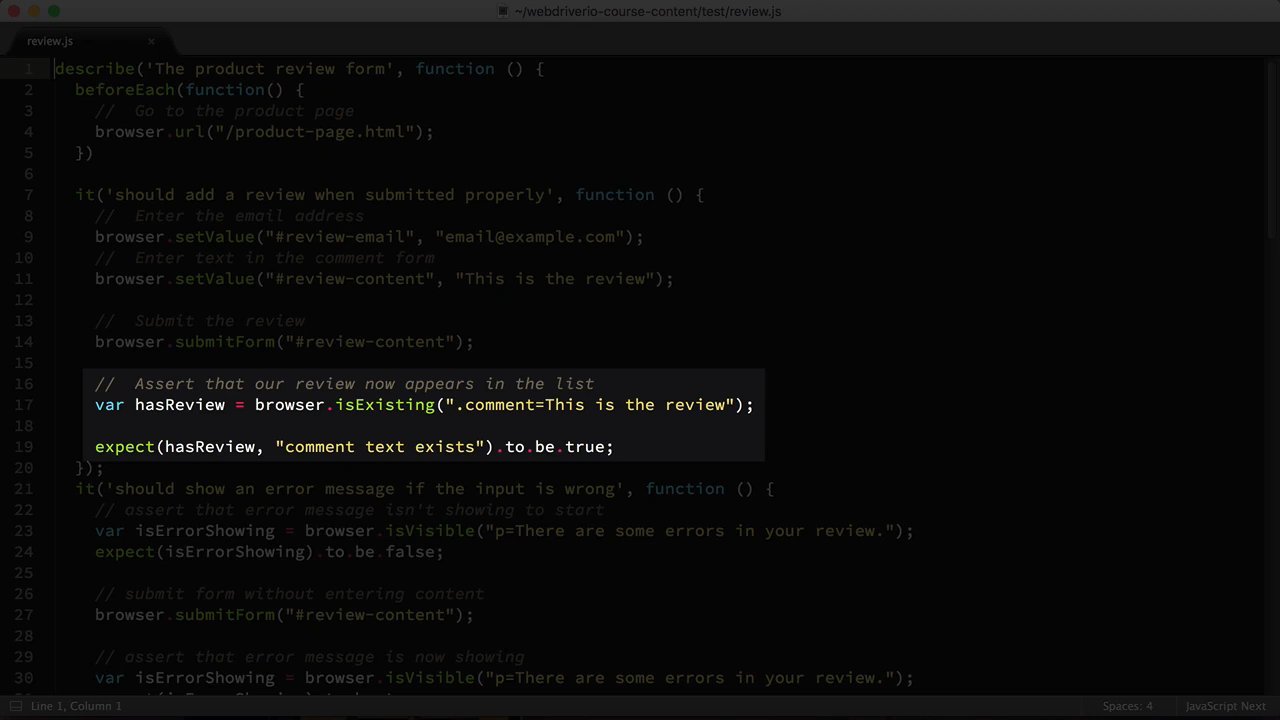 ~/webdriverio-course-content/test/review.js
review.js ×
1 describe('The product review form', function () {
2 beforeEach(function() {
3 // Go to the product page
4 browser.url("/product-page.html");
5 })
6
7 it('should add a review when submitted properly', function () {
8 // Enter the email address
9 browser.setValue("#review-email", "email@example.com");
10 // Enter text in the comment form
11 browser.setValue("#review-content", "This is the review");
12
13 // Submit the review
14 browser.submitForm("#review-content");
15
16 // Assert that our review now appears in the list
17 var hasReview = browser.isExisting(".comment=This is the review");
18
19 expect(hasReview, "comment text exists").to.be.true;
20 });
21 it('should show an error message if the input is wrong', function () {
22 // assert that error message isn't showing to start
23 var isErrorShowing = browser.isVisible("p=There are some errors in your review.");
24 expect(isErrorShowing).to.be.false;
25
26 // submit form without entering content
27 browser.submitForm("#review-content");
28
29 // assert that error message is now showing
30 var isErrorShowing = browser.isVisible("p=There are some errors in your review.");
Line 1, Column 1 Spaces: 4 JavaScript Next